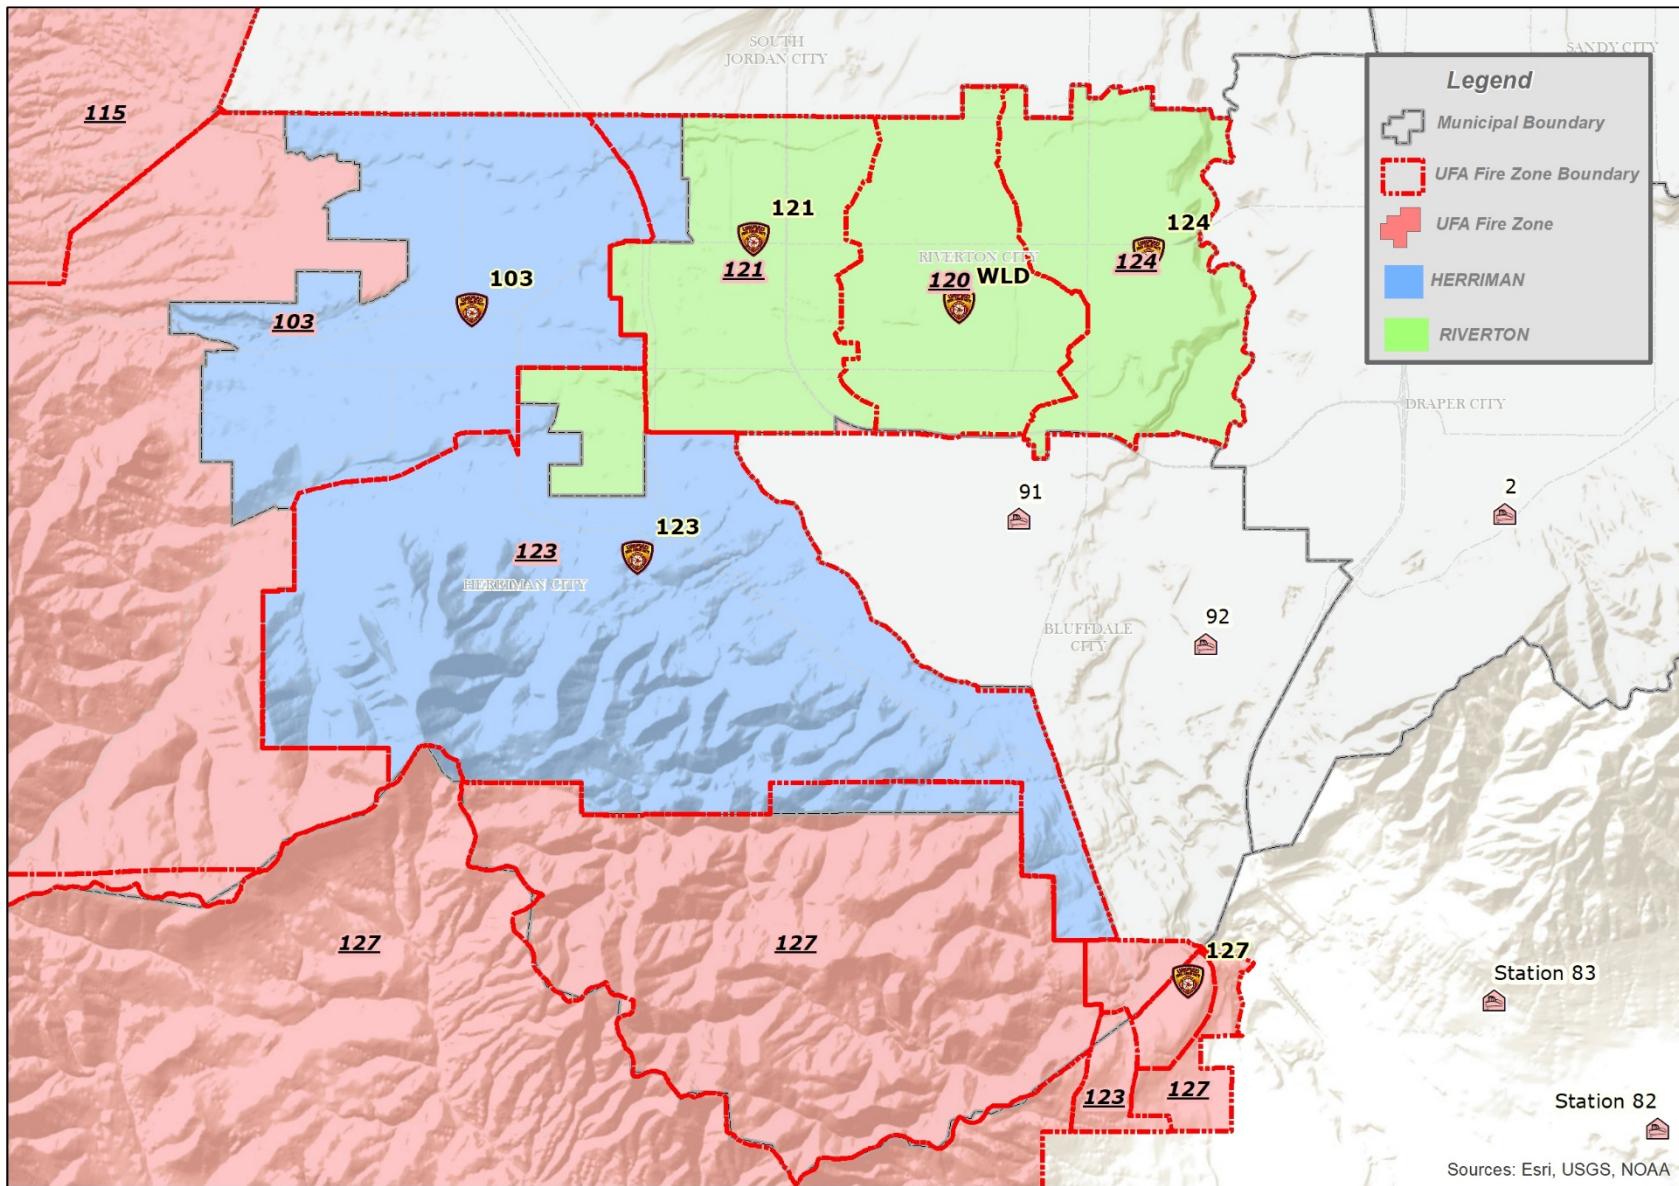 SOUTH
JORDAN CITY
SANDY CITY
Legend
Municipal Boundary
UFA Fire Zone Boundary
UFA Fire Zone
HERRIMAN
RIVERTON
115
121
121
124
124
RIVERTON CITY
120
WLD
103
103
DRAPER CITY
91
2
123
123
HERRIMAN CITY
92
BLUFFDALE
CITY
127
127
127
Station 83
123
127
Station 82
Sources: Esri, USGS, NOAA